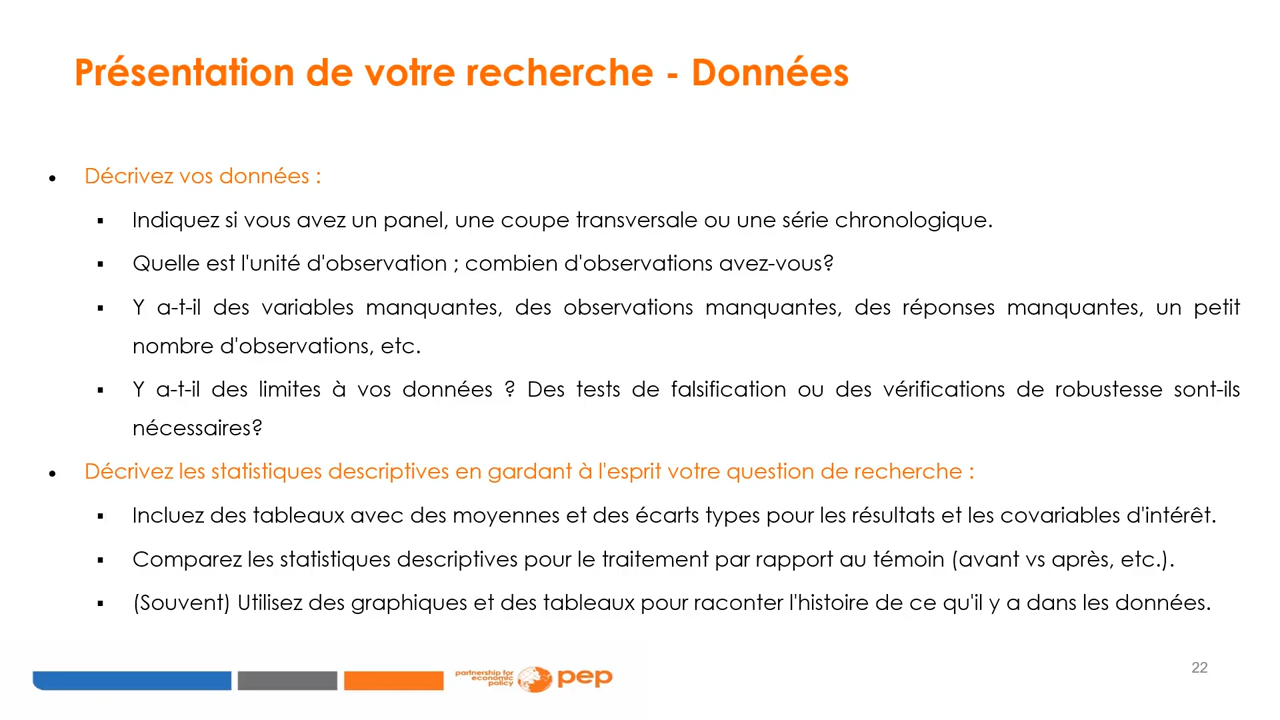 Présentation de votre recherche - Données
• Décrivez vos données :
▪ Indiquez si vous avez un panel, une coupe transversale ou une série chronologique.
▪ Quelle est l'unité d'observation ; combien d'observations avez-vous?
▪ Y a-t-il des variables manquantes, des observations manquantes, des réponses manquantes, un petit
nombre d'observations, etc.
▪ Y a-t-il des limites à vos données ? Des tests de falsification ou des vérifications de robustesse sont-ils
nécessaires?
• Décrivez les statistiques descriptives en gardant à l'esprit votre question de recherche :
▪ Incluez des tableaux avec des moyennes et des écarts types pour les résultats et les covariables d'intérêt.
▪ Comparez les statistiques descriptives pour le traitement par rapport au témoin (avant vs après, etc.).
▪ (Souvent) Utilisez des graphiques et des tableaux pour raconter l'histoire de ce qu'il y a dans les données.
partnership for
economic
policy
pep
22